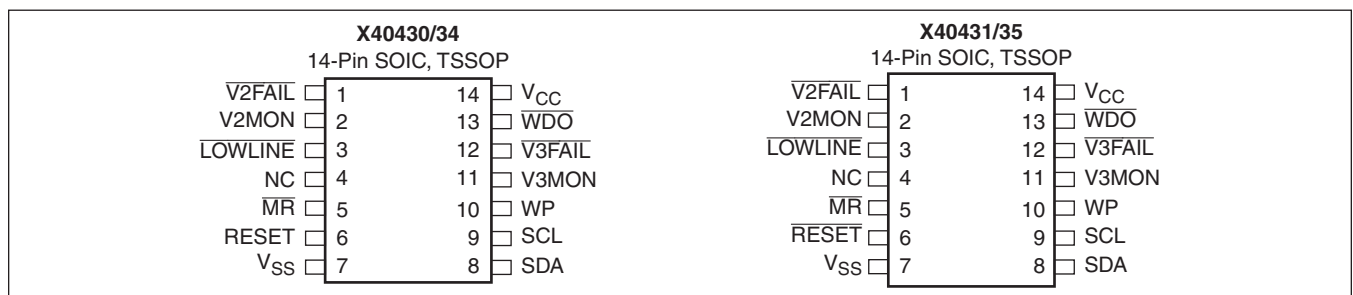 X40430/34
14-Pin SOIC, TSSOP
V2FAIL 1 14 VCC
V2MON 2 13 WDO
LOWLINE 3 12 V3FAIL
NC 4 11 V3MON
MR 5 10 WP
RESET 6 9 SCL
VSS 7 8 SDA
X40431/35
14-Pin SOIC, TSSOP
V2FAIL 1 14 VCC
V2MON 2 13 WDO
LOWLINE 3 12 V3FAIL
NC 4 11 V3MON
MR 5 10 WP
RESET 6 9 SCL
VSS 7 8 SDA